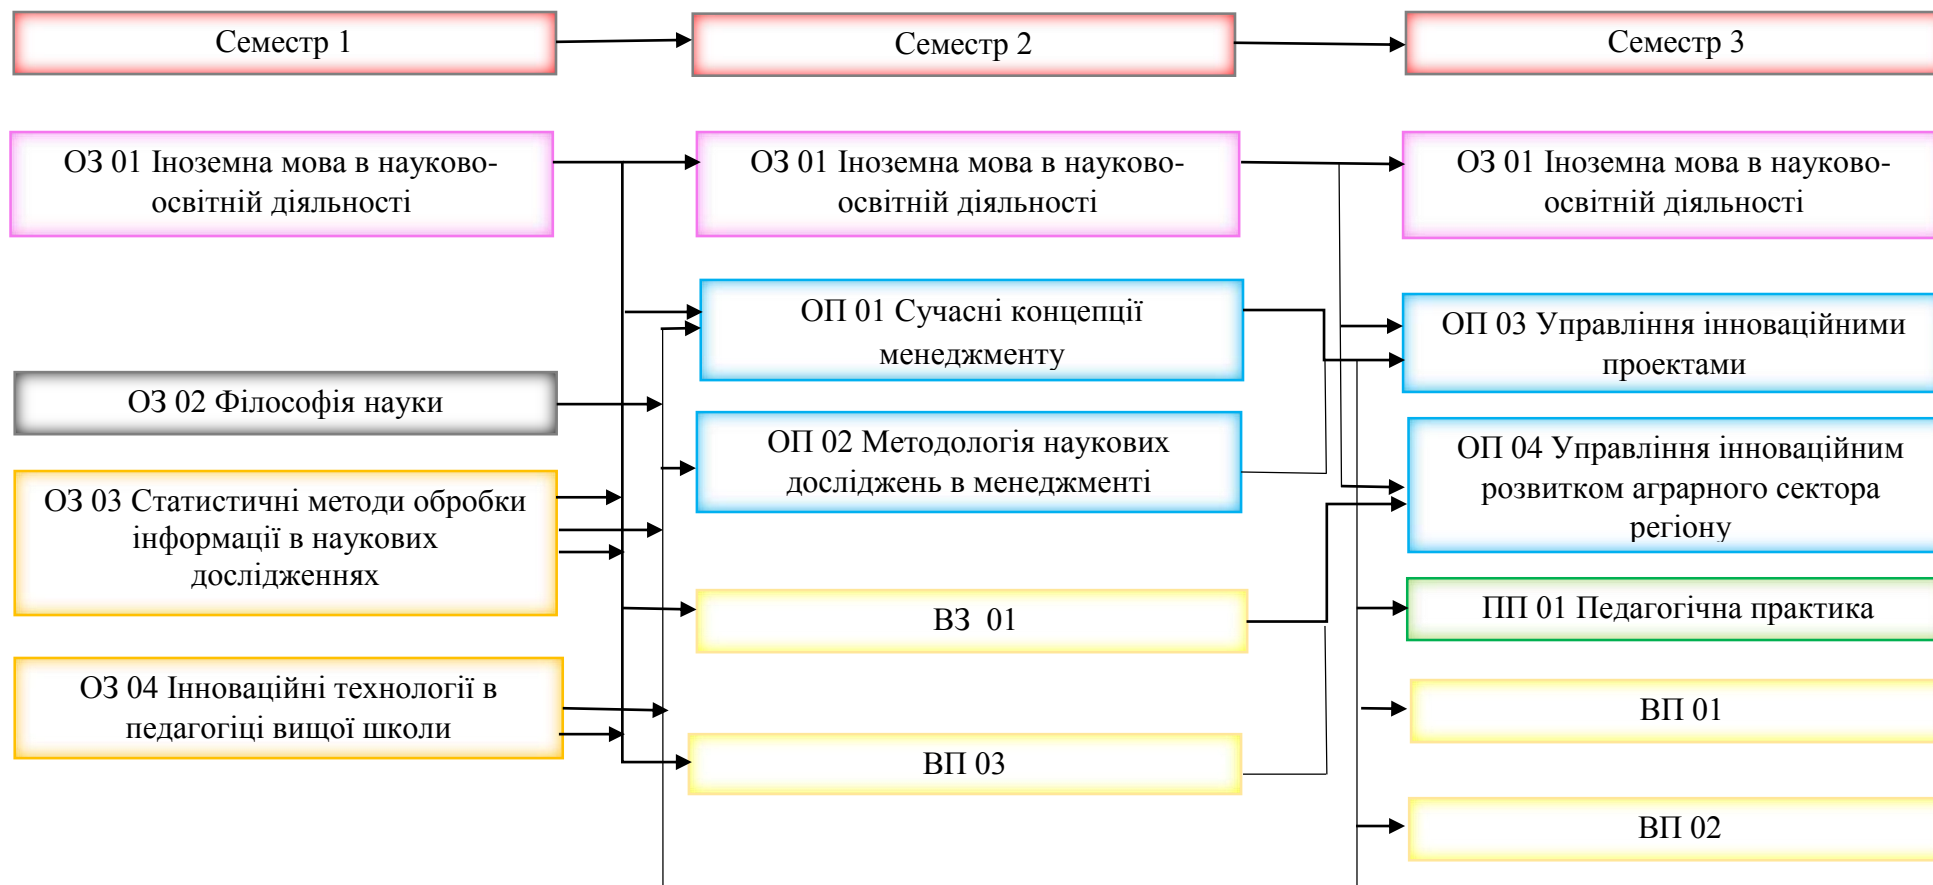 Семестр 1
Семестр 2
Семестр 3
ОЗ 01 Іноземна мова в науково-
освітній діяльності
ОЗ 01 Іноземна мова в науково-
освітній діяльності
ОЗ 01 Іноземна мова в науково-
освітній діяльності
ОП 01 Сучасні концепції
менеджменту
ОП 03 Управління інноваційними
проектами
ОЗ 02 Філософія науки
ОП 02 Методологія наукових
досліджень в менеджменті
ОП 04 Управління інноваційним
розвитком аграрного сектора
регіону
ОЗ 03 Статистичні методи обробки
інформації в наукових
дослідженнях
ВЗ 01
ПП 01 Педагогічна практика
ОЗ 04 Інноваційні технології в
педагогіці вищої школи
ВП 01
ВП 03
ВП 02